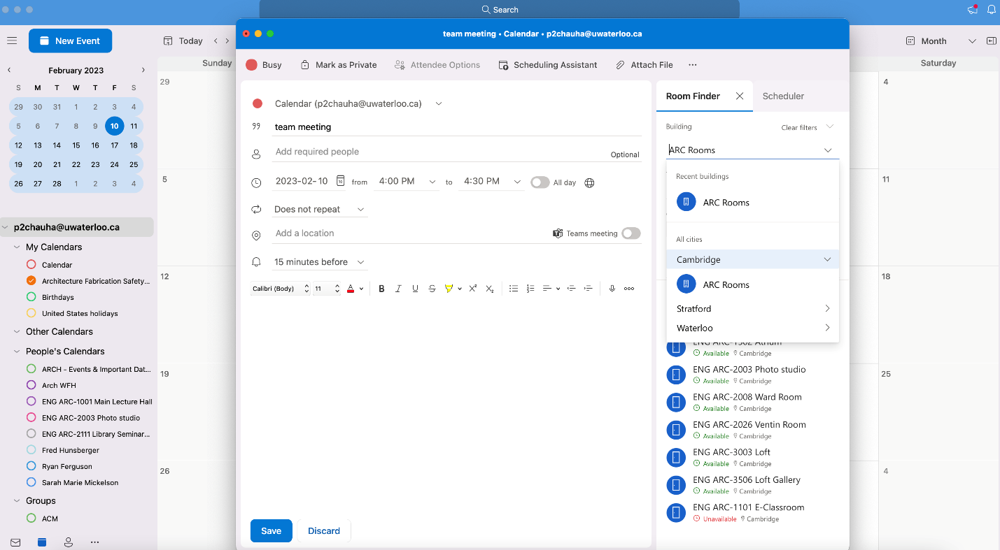 Search
team meeting • Calendar • p2chauha@uwaterloo.ca
New Event
Today
Month
Busy
Mark as Private
Attendee Options
Scheduling Assistant
Attach File
February 2023
S M T W T F S
29 30 31 1 2 3 4
5 6 7 8 9 10 11
12 13 14 15 16 17 18
19 20 21 22 23 24 25
26 27 28 1 2 3 4
p2chauha@uwaterloo.ca
My Calendars
Calendar
Architecture Fabrication Safety...
Birthdays
United States holidays
Other Calendars
People's Calendars
ARCH - Events & Important Dat...
Arch WFH
ENG ARC-1001 Main Lecture Hall
ENG ARC-2003 Photo studio
ENG ARC-2111 Library Seminar...
Fred Hunsberger
Ryan Ferguson
Sarah Marie Mickelson
Groups
ACM
Sunday
29
5
12
19
26
Calendar (p2chauha@uwaterloo.ca)
team meeting
Add required people
Optional
2023-02-10 from 4:00 PM to 4:30 PM All day
Does not repeat
Add a location
Teams meeting
15 minutes before
Calibri (Body) 11 A B I U S X² X₂
Save
Discard
Room Finder
Scheduler
Building
Clear filters
ARC Rooms
Recent buildings
ARC Rooms
All cities
Cambridge
ARC Rooms
Stratford
Waterloo
ENG ARC-1302 Atrium
Available Cambridge
ENG ARC-2003 Photo studio
Available Cambridge
ENG ARC-2008 Ward Room
Available Cambridge
ENG ARC-2026 Ventin Room
Available Cambridge
ENG ARC-3003 Loft
Available Cambridge
ENG ARC-3506 Loft Gallery
Available Cambridge
ENG ARC-1101 E-Classroom
Unavailable Cambridge
Saturday
4
11
18
25
4